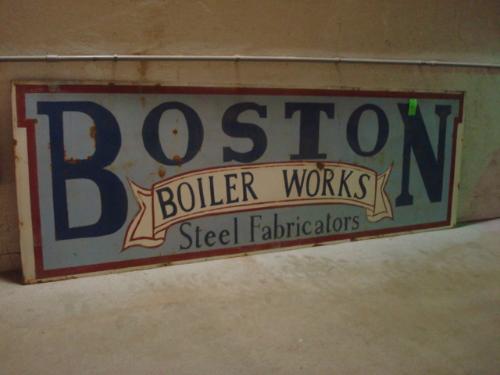 BOSTON
BOILER WORKS
Steel Fabricators